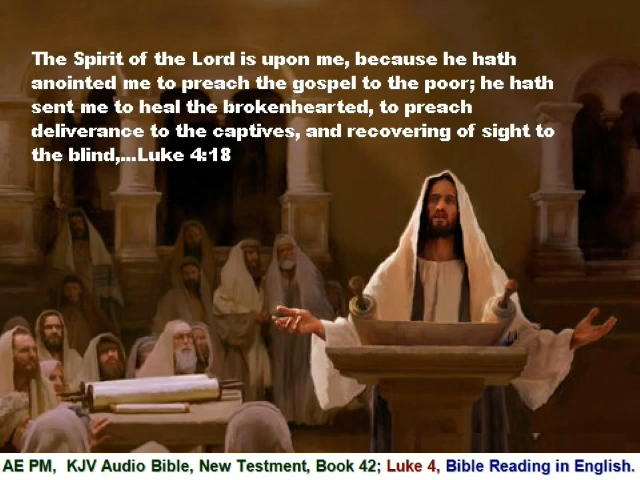 The Spirit of the Lord is upon me, because he hath
anointed me to preach the gospel to the poor; he hath
sent me to heal the brokenhearted, to preach
deliverance to the captives, and recovering of sight to
the blind,...Luke 4:18
AE PM, KJV Audio Bible, New Testment, Book 42; Luke 4, Bible Reading in English.